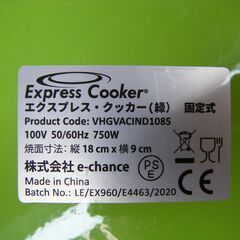 Express Cooker®
エクスプレス・クッカー(緑) 固定式
Product Code: VHGVACIND1085
100V 50/60Hz 750W
焼面寸法: 縦 18 cm x 横 9 cm
株式会社 e-chance
PSE
Made in China
Batch No.: LE/EX960/E4463/2020